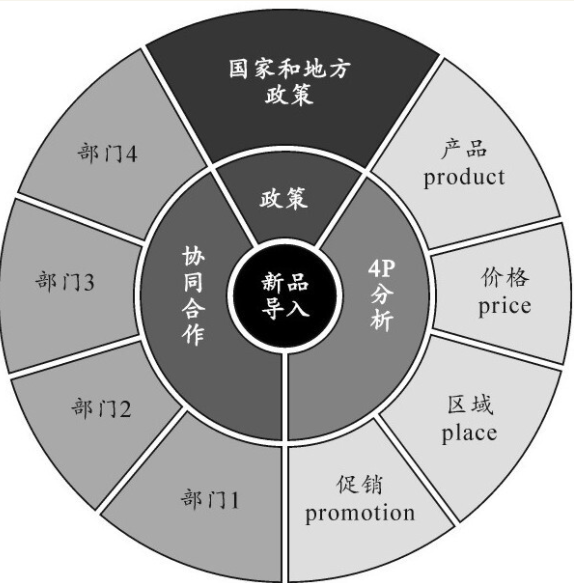 国家和地方
政策
部门4
产品
product
政策
协同合作
4P分析
新品
导入
部门3
价格
price
部门2
区域
place
部门1
促销
promotion